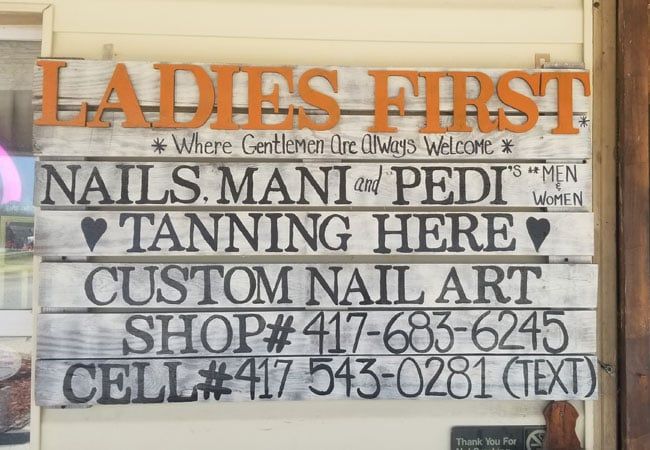 LADIES FIRST*
* Where Gentlemen Are Always Welcome *
NAILS, MANI and PEDI's ** MEN & WOMEN
♥ TANNING HERE ♥
CUSTOM NAIL ART
SHOP# 417-683-6245
CELL# 417 543-0281 (TEXT)
Thank You For